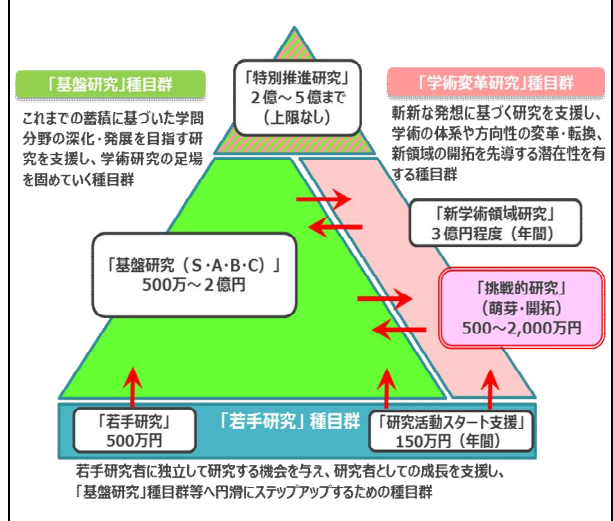 「特別推進研究」
2億～5億まで
（上限なし）
「基盤研究」種目群
これまでの蓄積に基づいた学問
分野の深化・発展を目指す研
究を支援し、学術研究の足場
を固めていく種目群
「学術変革研究」種目群
斬新な発想に基づく研究を支援し、
学術の体系や方向性の変革・転換、
新領域の開拓を先導する潜在性を有
する種目群
「新学術領域研究」
3億円程度（年間）
「基盤研究（S・A・B・C）」
500万～2億円
「挑戦的研究」
（萌芽・開拓）
500～2,000万円
「若手研究」
500万円
「若手研究」種目群
「研究活動スタート支援」
150万円（年間）
若手研究者に独立して研究する機会を与え、研究者としての成長を支援し、
「基盤研究」種目群等へ円滑にステップアップするための種目群